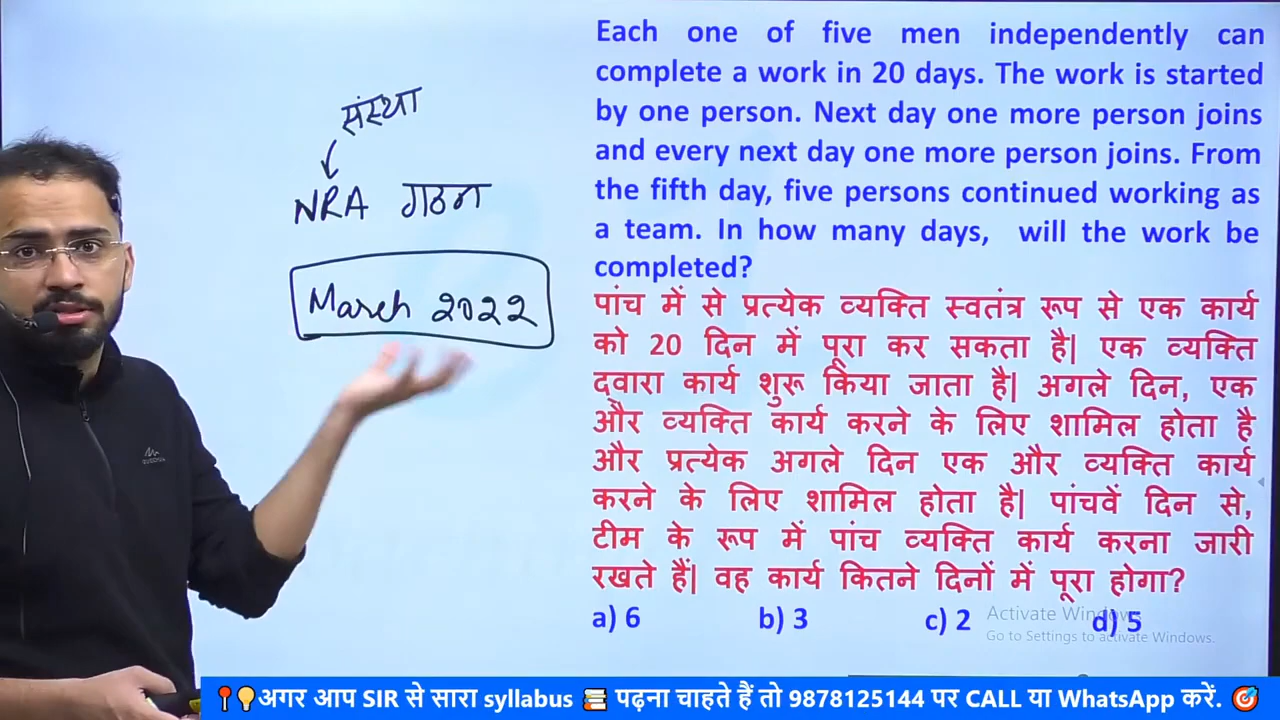 संस्था
NRA गठन
March 2022
Each one of five men independently can
complete a work in 20 days. The work is started
by one person. Next day one more person joins
and every next day one more person joins. From
the fifth day, five persons continued working as
a team. In how many days, will the work be
completed?
पांच में से प्रत्येक व्यक्ति स्वतंत्र रूप से एक कार्य
को 20 दिन में पूरा कर सकता है| एक व्यक्ति
द्वारा कार्य शुरू किया जाता है| अगले दिन, एक
और व्यक्ति कार्य करने के लिए शामिल होता है
और प्रत्येक अगले दिन एक और व्यक्ति कार्य
करने के लिए शामिल होता है| पांचवें दिन से,
टीम के रूप में पांच व्यक्ति कार्य करना जारी
रखते हैं| वह कार्य कितने दिनों में पूरा होगा?
a) 6 b) 3 c) 2 d) 5
Activate Windows
Go to Settings to activate Windows.
अगर आप SIR से सारा syllabus पढ़ना चाहते हैं तो 9878125144 पर CALL या WhatsApp करें.